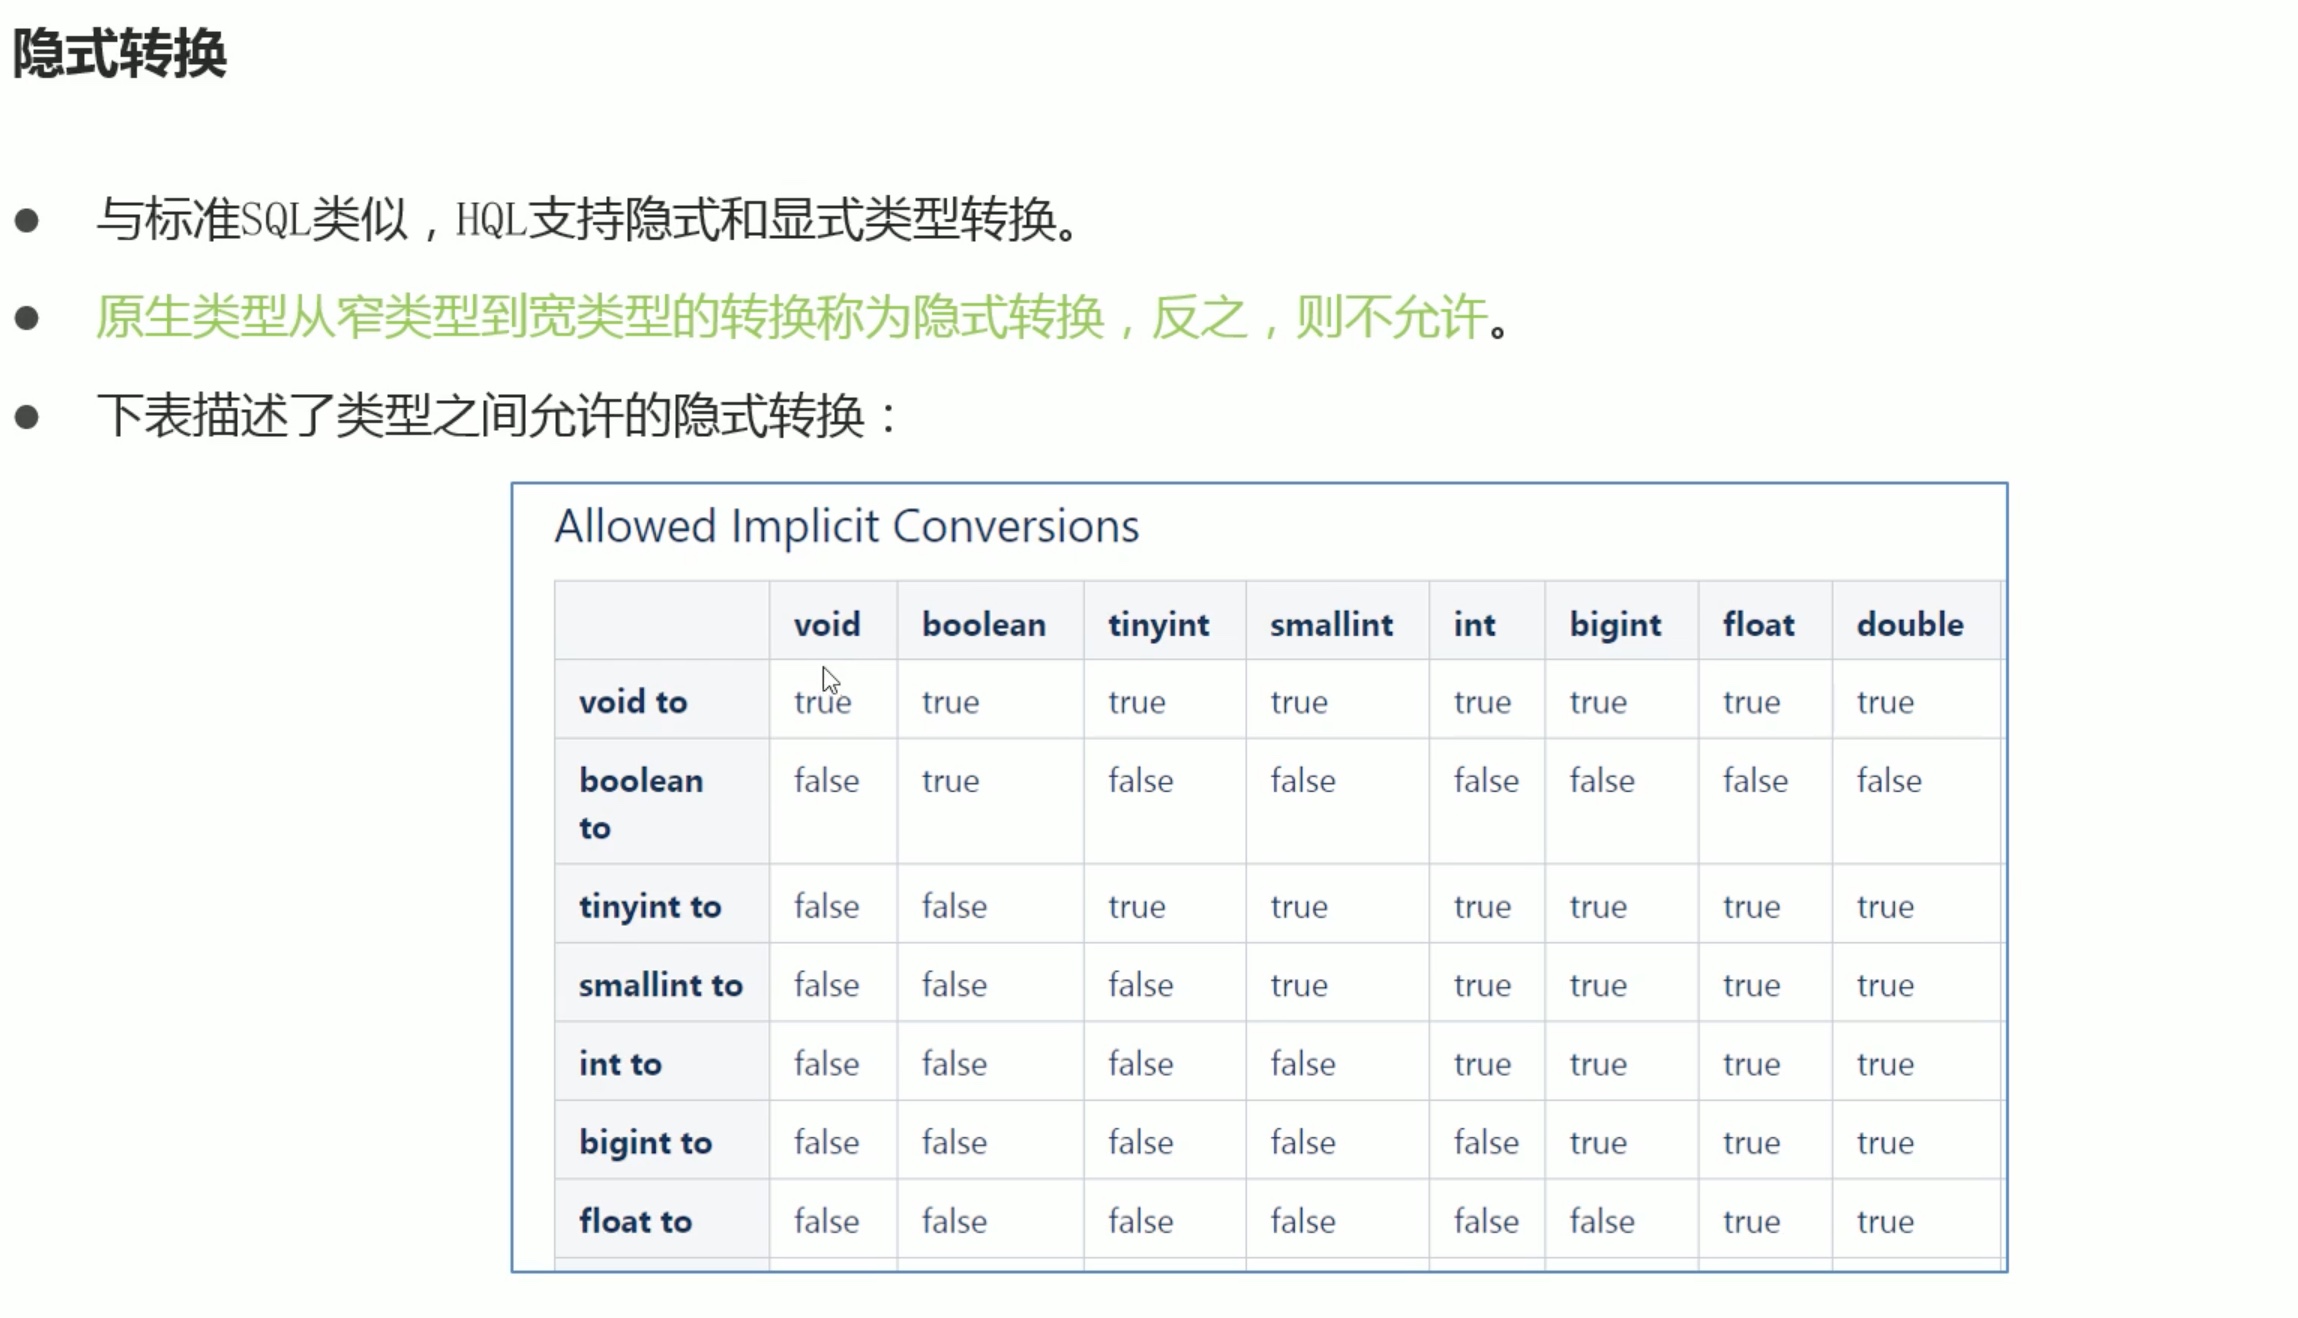 隐式转换
● 与标准SQL类似，HQL支持隐式和显式类型转换。
● 原生类型从窄类型到宽类型的转换称为隐式转换，反之，则不允许。
● 下表描述了类型之间允许的隐式转换：
Allowed Implicit Conversions
void boolean tinyint smallint int bigint float double
void to true true true true true true true true
boolean to false true false false false false false false
tinyint to false false true true true true true true
smallint to false false false true true true true true
int to false false false false true true true true
bigint to false false false false false true true true
float to false false false false false false true true